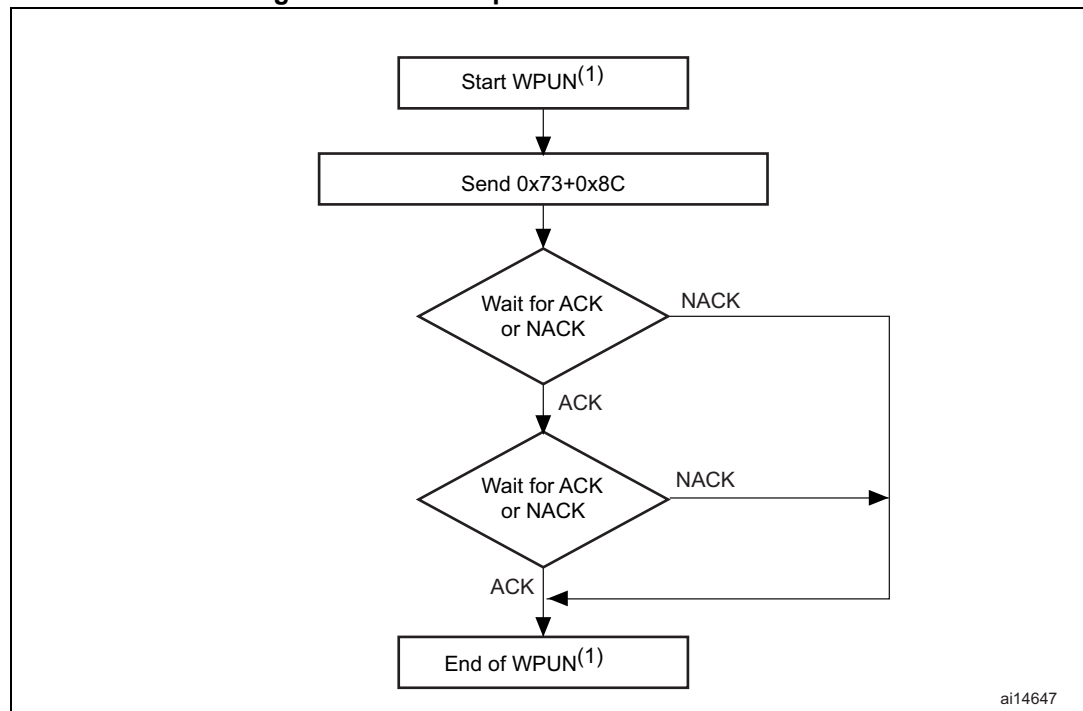 Start WPUN(1)
Send 0x73+0x8C
Wait for ACK
or NACK
NACK
ACK
Wait for ACK
or NACK
NACK
ACK
End of WPUN(1)
ai14647